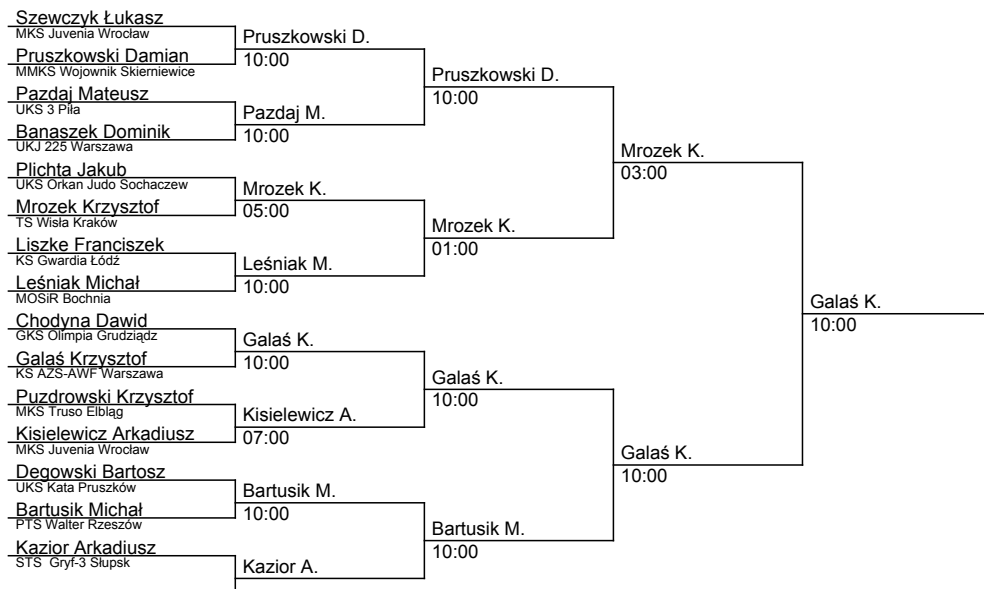 Szewczyk Łukasz
MKS Juvenia Wrocław
Pruszkowski D.
10:00
Pruszkowski Damian
MMKS Wojownik Skierniewice
Pruszkowski D.
10:00
Pazdaj Mateusz
UKS 3 Piła
Pazdaj M.
10:00
Banaszek Dominik
UKJ 225 Warszawa
Mrozek K.
03:00
Plichta Jakub
UKS Orkan Judo Sochaczew
Mrozek K.
05:00
Mrozek Krzysztof
TS Wisła Kraków
Mrozek K.
01:00
Liszke Franciszek
KS Gwardia Łódź
Leśniak M.
10:00
Leśniak Michał
MOSiR Bochnia
Galaś K.
10:00
Chodyna Dawid
GKS Olimpia Grudziądz
Galaś K.
10:00
Galaś Krzysztof
KS AZS-AWF Warszawa
Galaś K.
10:00
Puzdrowski Krzysztof
MKS Truso Elbląg
Kisielewicz A.
07:00
Kisielewicz Arkadiusz
MKS Juvenia Wrocław
Galaś K.
10:00
Degowski Bartosz
UKS Kata Pruszków
Bartusik M.
10:00
Bartusik Michał
PTS Walter Rzeszów
Bartusik M.
10:00
Kazior Arkadiusz
STS Gryf-3 Słupsk
Kazior A.